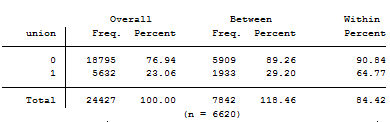 Overall Between Within
union Freq. Percent Freq. Percent Percent
0 18795 76.94 5909 89.26 90.84
1 5632 23.06 1933 29.20 64.77
Total 24427 100.00 7842 118.46 84.42
(n = 6620)